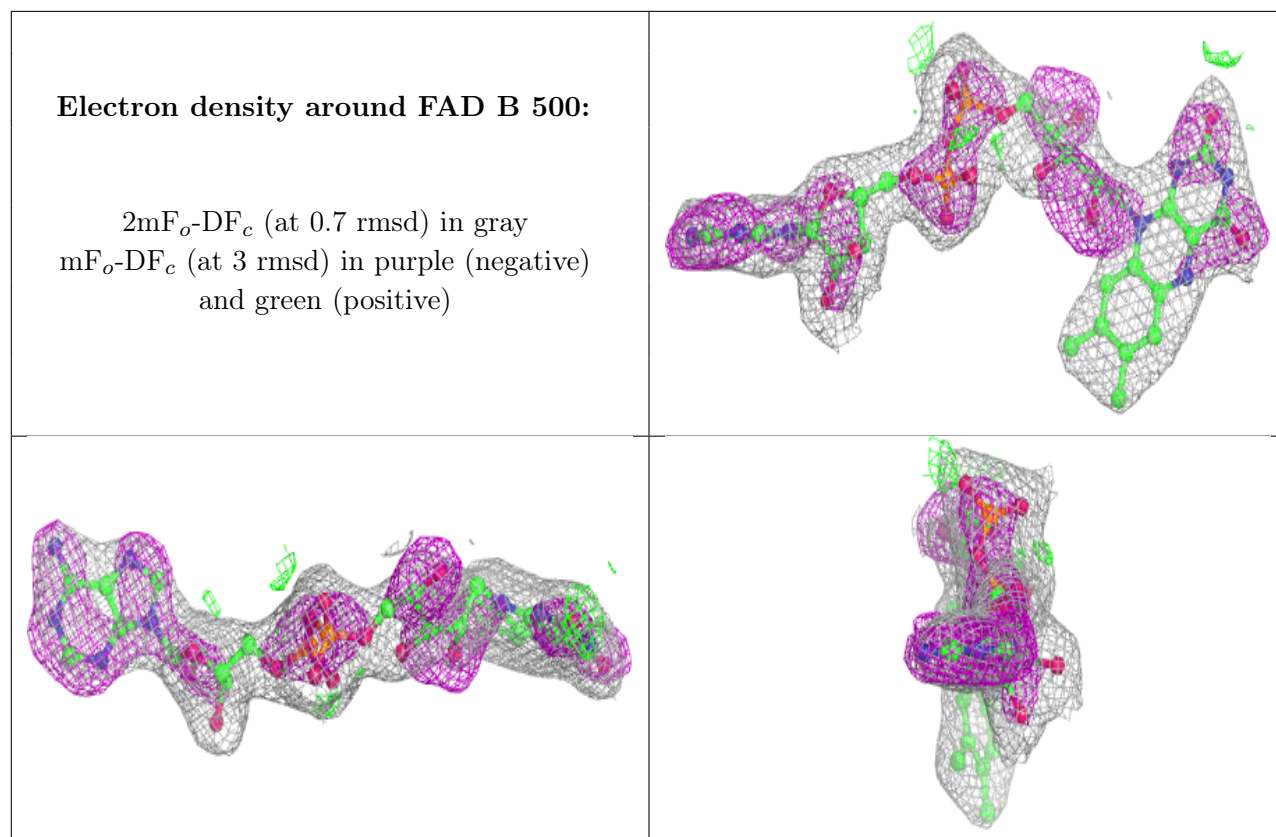 Electron density around FAD B 500:
2mFo-DFc (at 0.7 rmsd) in gray
mFo-DFc (at 3 rmsd) in purple (negative)
and green (positive)